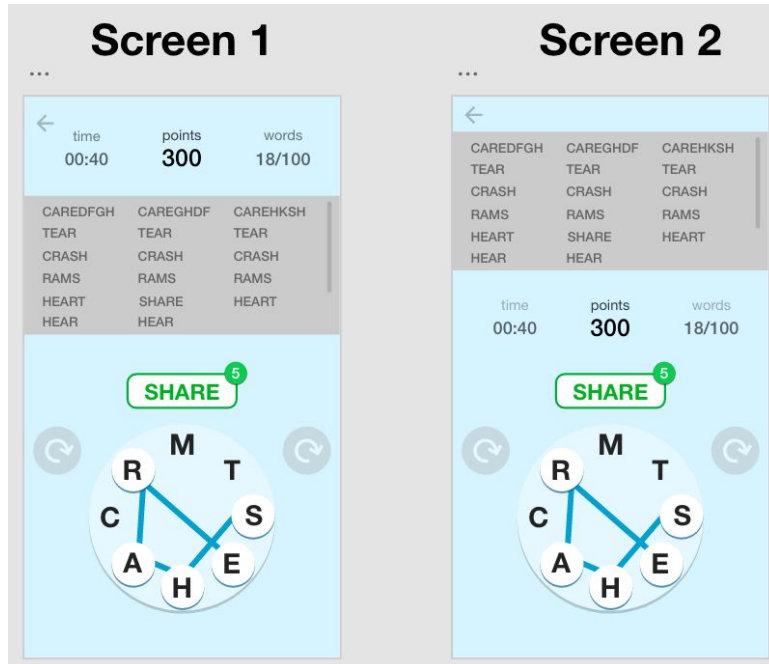 Screen 1
...
time points words
00:40 300 18/100
CAREDFGH CAREGHDF CAREHKSH
TEAR TEAR TEAR
CRASH CRASH CRASH
RAMS RAMS RAMS
HEART SHARE HEART
HEAR HEAR
5
SHARE
M
R T
C S
A E
H
Screen 2
...
CAREDFGH CAREGHDF CAREHKSH
TEAR TEAR TEAR
CRASH CRASH CRASH
RAMS RAMS RAMS
HEART SHARE HEART
HEAR HEAR
time points words
00:40 300 18/100
5
SHARE
M
R T
C S
A E
H